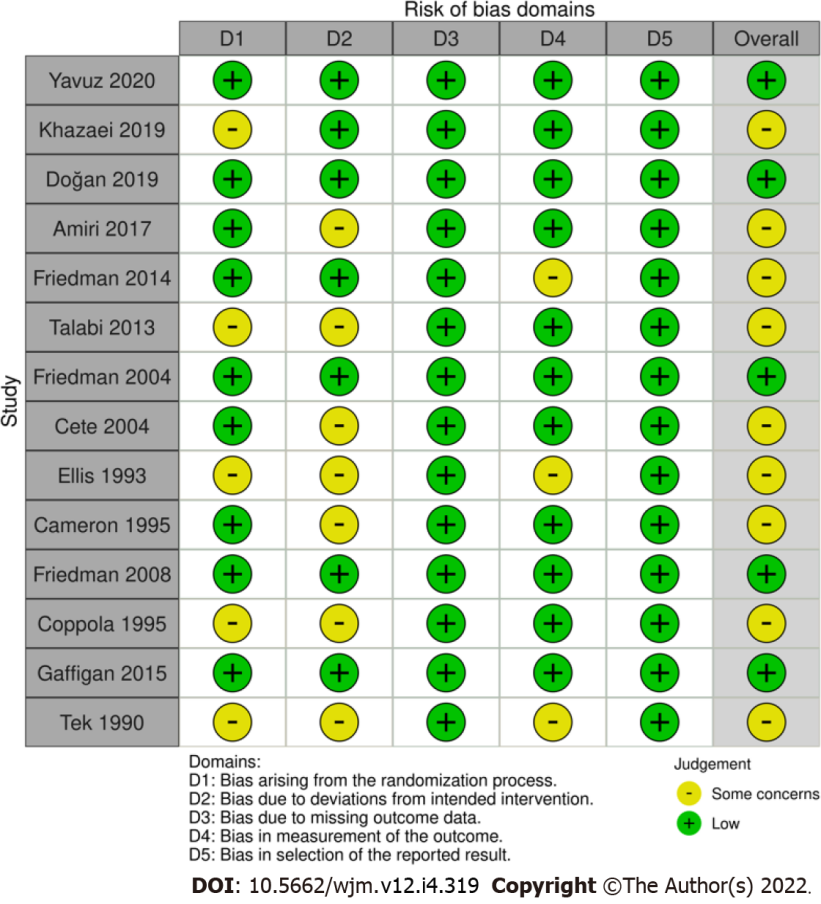 Risk of bias domains
D1 D2 D3 D4 D5 Overall
Study
Yavuz 2020 + + + + + +
Khazaei 2019 - + + + + -
Doğan 2019 + + + + + +
Amiri 2017 + - + + + -
Friedman 2014 + + + - + -
Talabi 2013 - - + + + -
Friedman 2004 + + + + + +
Cete 2004 + - + + + -
Ellis 1993 - - + - + -
Cameron 1995 + - + + + -
Friedman 2008 + + + + + +
Coppola 1995 - - + + + -
Gaffigan 2015 + + + + + +
Tek 1990 - - + - + -
Domains:
D1: Bias arising from the randomization process.
D2: Bias due to deviations from intended intervention.
D3: Bias due to missing outcome data.
D4: Bias in measurement of the outcome.
D5: Bias in selection of the reported result.
Judgement
- Some concerns
+ Low
DOI: 10.5662/wjm.v12.i4.319 Copyright ©The Author(s) 2022.